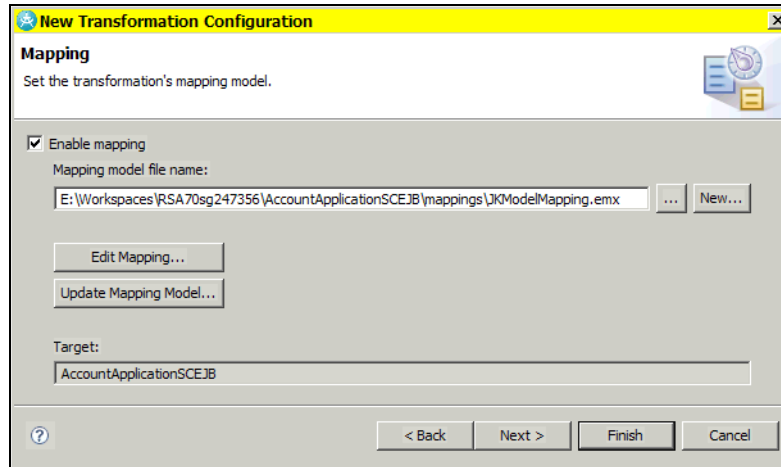 New Transformation Configuration
Mapping
Set the transformation's mapping model.
Enable mapping
Mapping model file name:
E:\Workspaces\RSA70sg247356\AccountApplicationSCEJB\mappings\JKModelMapping.emx ... New...
Edit Mapping...
Update Mapping Model...
Target:
AccountApplicationSCEJB
? < Back Next > Finish Cancel